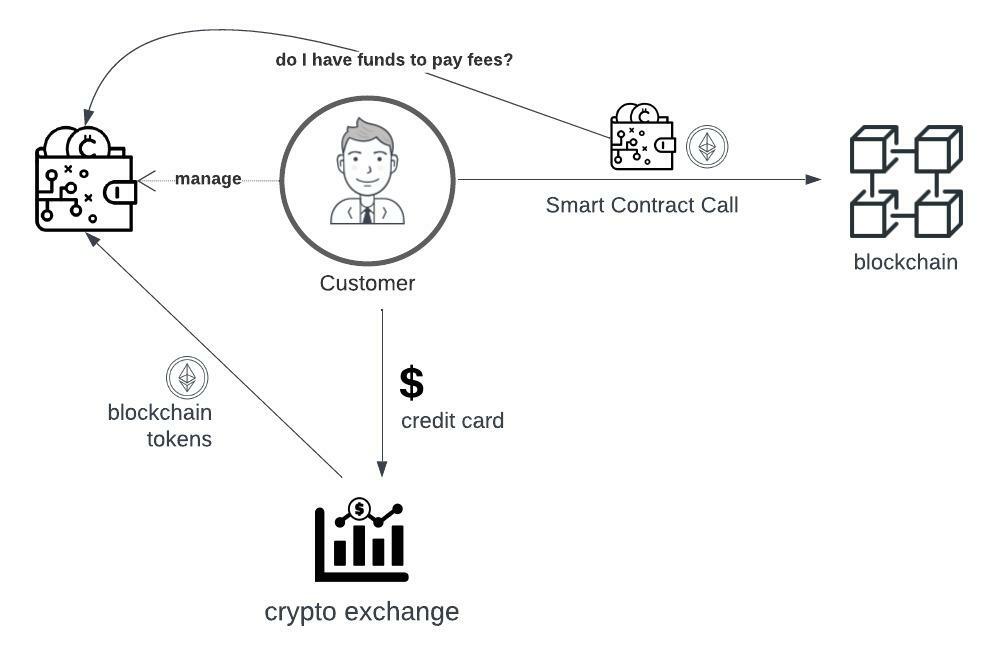 do I have funds to pay fees?
manage
Smart Contract Call
blockchain
Customer
$
credit card
blockchain
tokens
$
crypto exchange